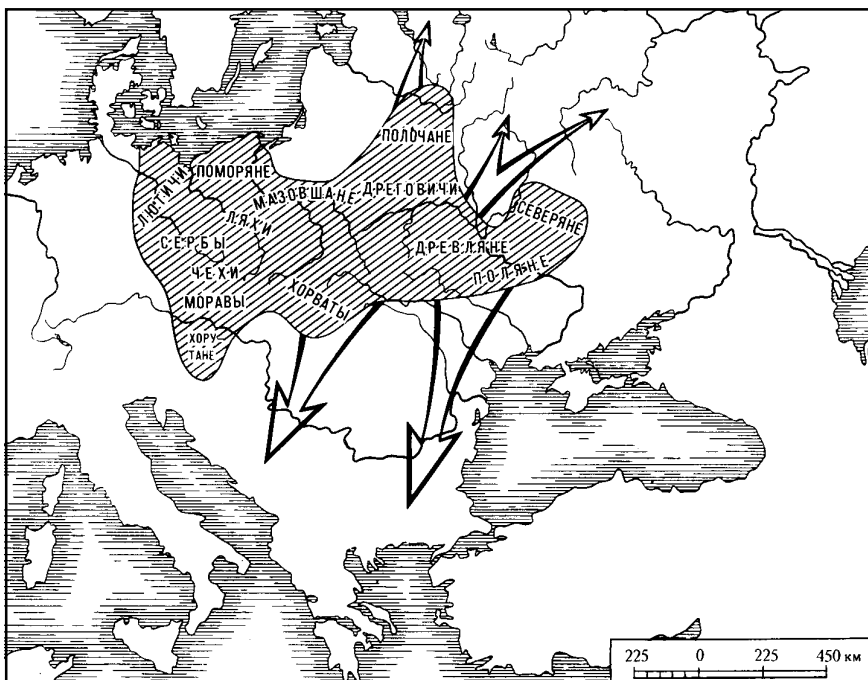 ПОЛОЧАНЕ
ПОМОРЯНЕ
ЛЮТИЧИ
МАЗОВШАНЕ
ДРЕГОВИЧИ
СЕВЕРЯНЕ
ЛЯХИ
СЕРБЫ
ДРЕВЛЯНЕ
ЧЕХИ
ПОЛЯНЕ
МОРАВЫ
ХОРВАТЫ
ХОРУ
ТАНЕ
225 0 225 450 км